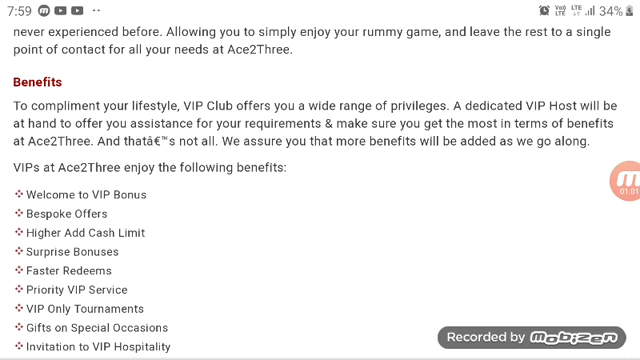 7:59 34%
never experienced before. Allowing you to simply enjoy your rummy game, and leave the rest to a single
point of contact for all your needs at Ace2Three.
Benefits
To compliment your lifestyle, VIP Club offers you a wide range of privileges. A dedicated VIP Host will be
at hand to offer you assistance for your requirements & make sure you get the most in terms of benefits
at Ace2Three. And thatâ€™s not all. We assure you that more benefits will be added as we go along.
VIPs at Ace2Three enjoy the following benefits:
Welcome to VIP Bonus
Bespoke Offers
Higher Add Cash Limit
Surprise Bonuses
Faster Redeems
Priority VIP Service
VIP Only Tournaments
Gifts on Special Occasions
Invitation to VIP Hospitality
01:01
Recorded by Mobizen